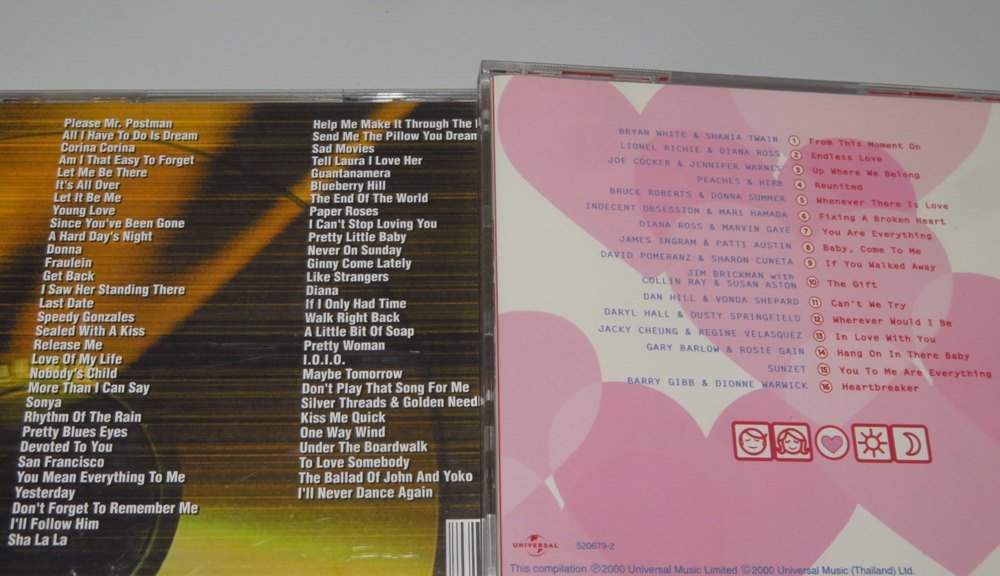 Please Mr. Postman
All I Have To Do Is Dream
Corina Corina
Am I That Easy To Forget
Let Me Be There
It's All Over
Let It Be Me
Young Love
Since You've Been Gone
A Hard Day's Night
Donna
Fraulein
Get Back
I Saw Her Standing There
Last Date
Speedy Gonzales
Sealed With A Kiss
Release Me
Love Of My Life
Nobody's Child
More Than I Can Say
Sonya
Rhythm Of The Rain
Pretty Blues Eyes
Devoted To You
San Francisco
You Mean Everything To Me
Yesterday
Don't Forget To Remember Me
I'll Follow Him
Sha La La
Help Me Make It Through The
Send Me The Pillow You Dream
Sad Movies
Tell Laura I Love Her
Guantanamera
Blueberry Hill
The End Of The World
Paper Roses
I Can't Stop Loving You
Pretty Little Baby
Never On Sunday
Ginny Come Lately
Like Strangers
Diana
If I Only Had Time
Walk Right Back
A Little Bit Of Soap
Pretty Woman
I.O.I.O.
Maybe Tomorrow
Don't Play That Song For Me
Silver Threads & Golden
Kiss Me Quick
One Way Wind
Under The Boardwalk
To Love Somebody
The Ballad Of John And Yoko
I'll Never Dance Again
BRYAN WHITE & SHANIA TWAIN 1 From This Moment On
LIONEL RICHIE & DIANA ROSS 2 Endless Love
JOE COCKER & JENNIFER WARNES 3 Up Where We Belong
PEACHES & HERB 4 Reunited
BRUCE ROBERTS & DONNA SUMMER 5 Whenever There Is Love
INDECENT OBSESSION & MARI HAMADA 6 Fixing A Broken Heart
DIANA ROSS & MARVIN GAYE 7 You Are Everything
JAMES INGRAM & PATTI AUSTIN 8 Baby, Come To Me
DAVID POMERANZ & SHARON CUNETA 9 If You Walked Away
JIM BRICKMAN with
COLLIN RAY & SUSAN ASTON 10 The Gift
DAN HILL & VONDA SHEPARD 11 Can't We Try
DARYL HALL & DUSTY SPRINGFIELD 12 Wherever Would I Be
JACKY CHEUNG & REGINE VELASQUEZ 13 In Love With You
GARY BARLOW & ROSIE GAIN 14 Hang On In There Baby
SUNZET 15 You To Me Are Everything
BARRY GIBB & DIONNE WARWICK 16 Heartbreaker
UNIVERSAL
520679-2
This compilation ℗2000 Universal Music Limited ©2000 Universal Music (Thailand) Ltd.